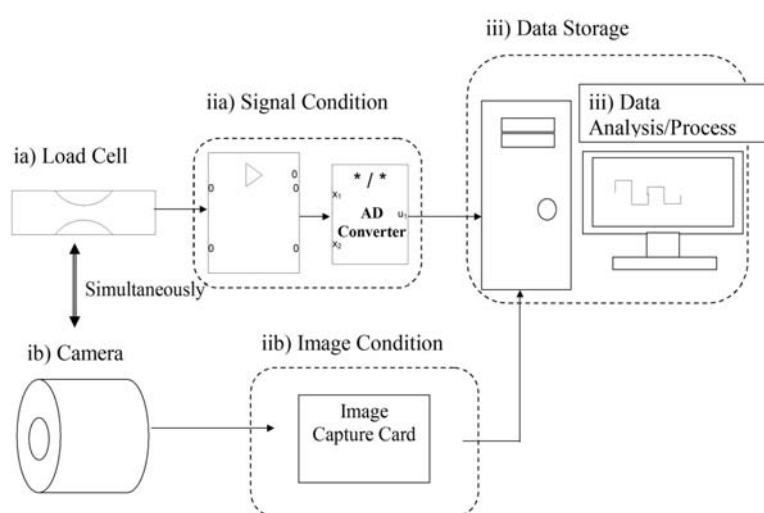 iii) Data Storage
iia) Signal Condition
iii) Data
Analysis/Process
ia) Load Cell
0
0
0
0
0
0
* / *
x1
AD
u1
Converter
x2
Simultaneously
ib) Camera
iib) Image Condition
Image
Capture Card